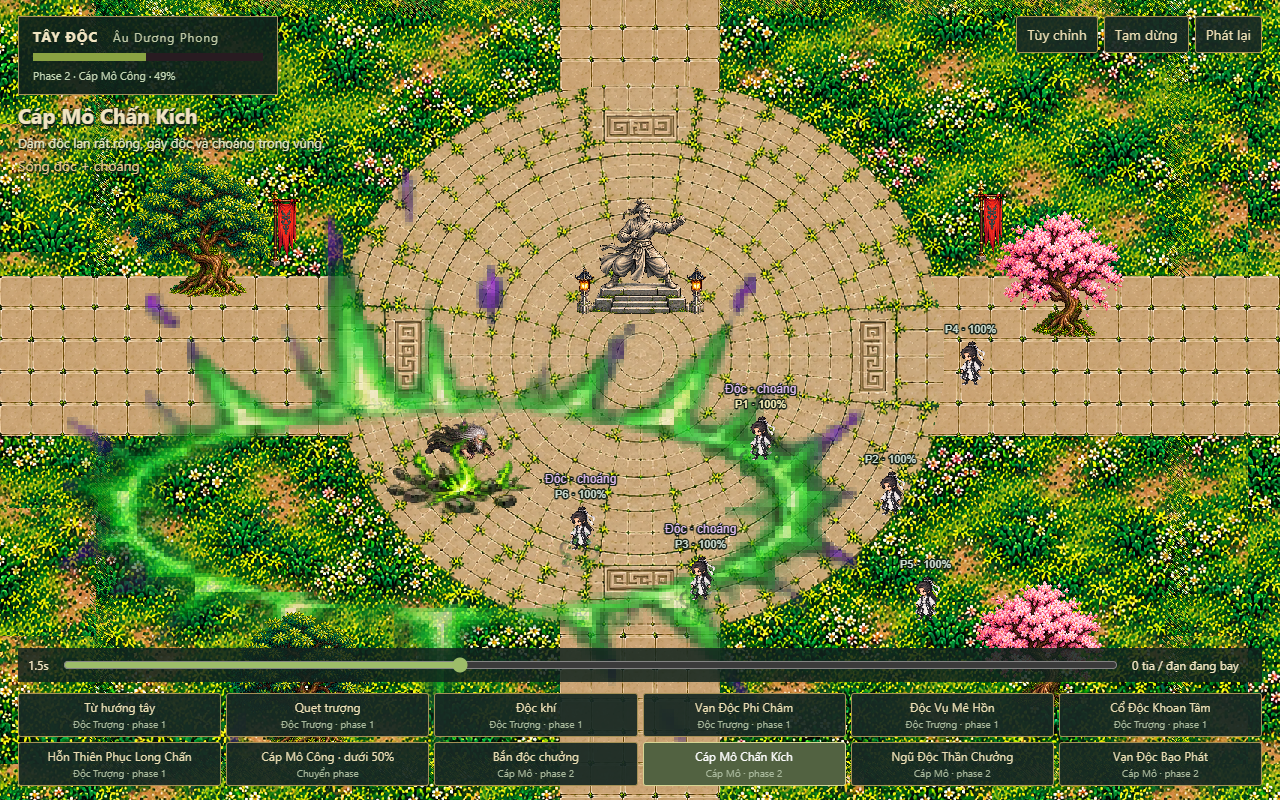 TÂY ĐỘC Âu Dương Phong
Phase 2 · Cáp Mô Công · 49%
Tùy chỉnh
Tạm dừng
Phát lại
Cáp Mô Chấn Kích
Dậm độc lan rất rộng, gây độc và choáng trong vùng.
Sóng độc + choáng
P4 · 100%
Độc · choáng
P1 · 100%
P2 · 100%
Độc · choáng
P6 · 100%
Độc · choáng
P3 · 100%
P5 · 100%
1.5s
0 tia / đạn đang bay
Từ hướng tây
Độc Trượng · phase 1
Quẹt trượng
Độc Trượng · phase 1
Độc khí
Độc Trượng · phase 1
Vạn Độc Phi Châm
Độc Trượng · phase 1
Độc Vụ Mê Hồn
Độc Trượng · phase 1
Cổ Độc Khoan Tâm
Độc Trượng · phase 1
Hỗn Thiên Phục Long Chấn
Độc Trượng · phase 1
Cáp Mô Công · dưới 50%
Chuyển phase
Bắn độc chưởng
Cáp Mô · phase 2
Cáp Mô Chấn Kích
Cáp Mô · phase 2
Ngũ Độc Thần Chưởng
Cáp Mô · phase 2
Vạn Độc Bạo Phát
Cáp Mô · phase 2